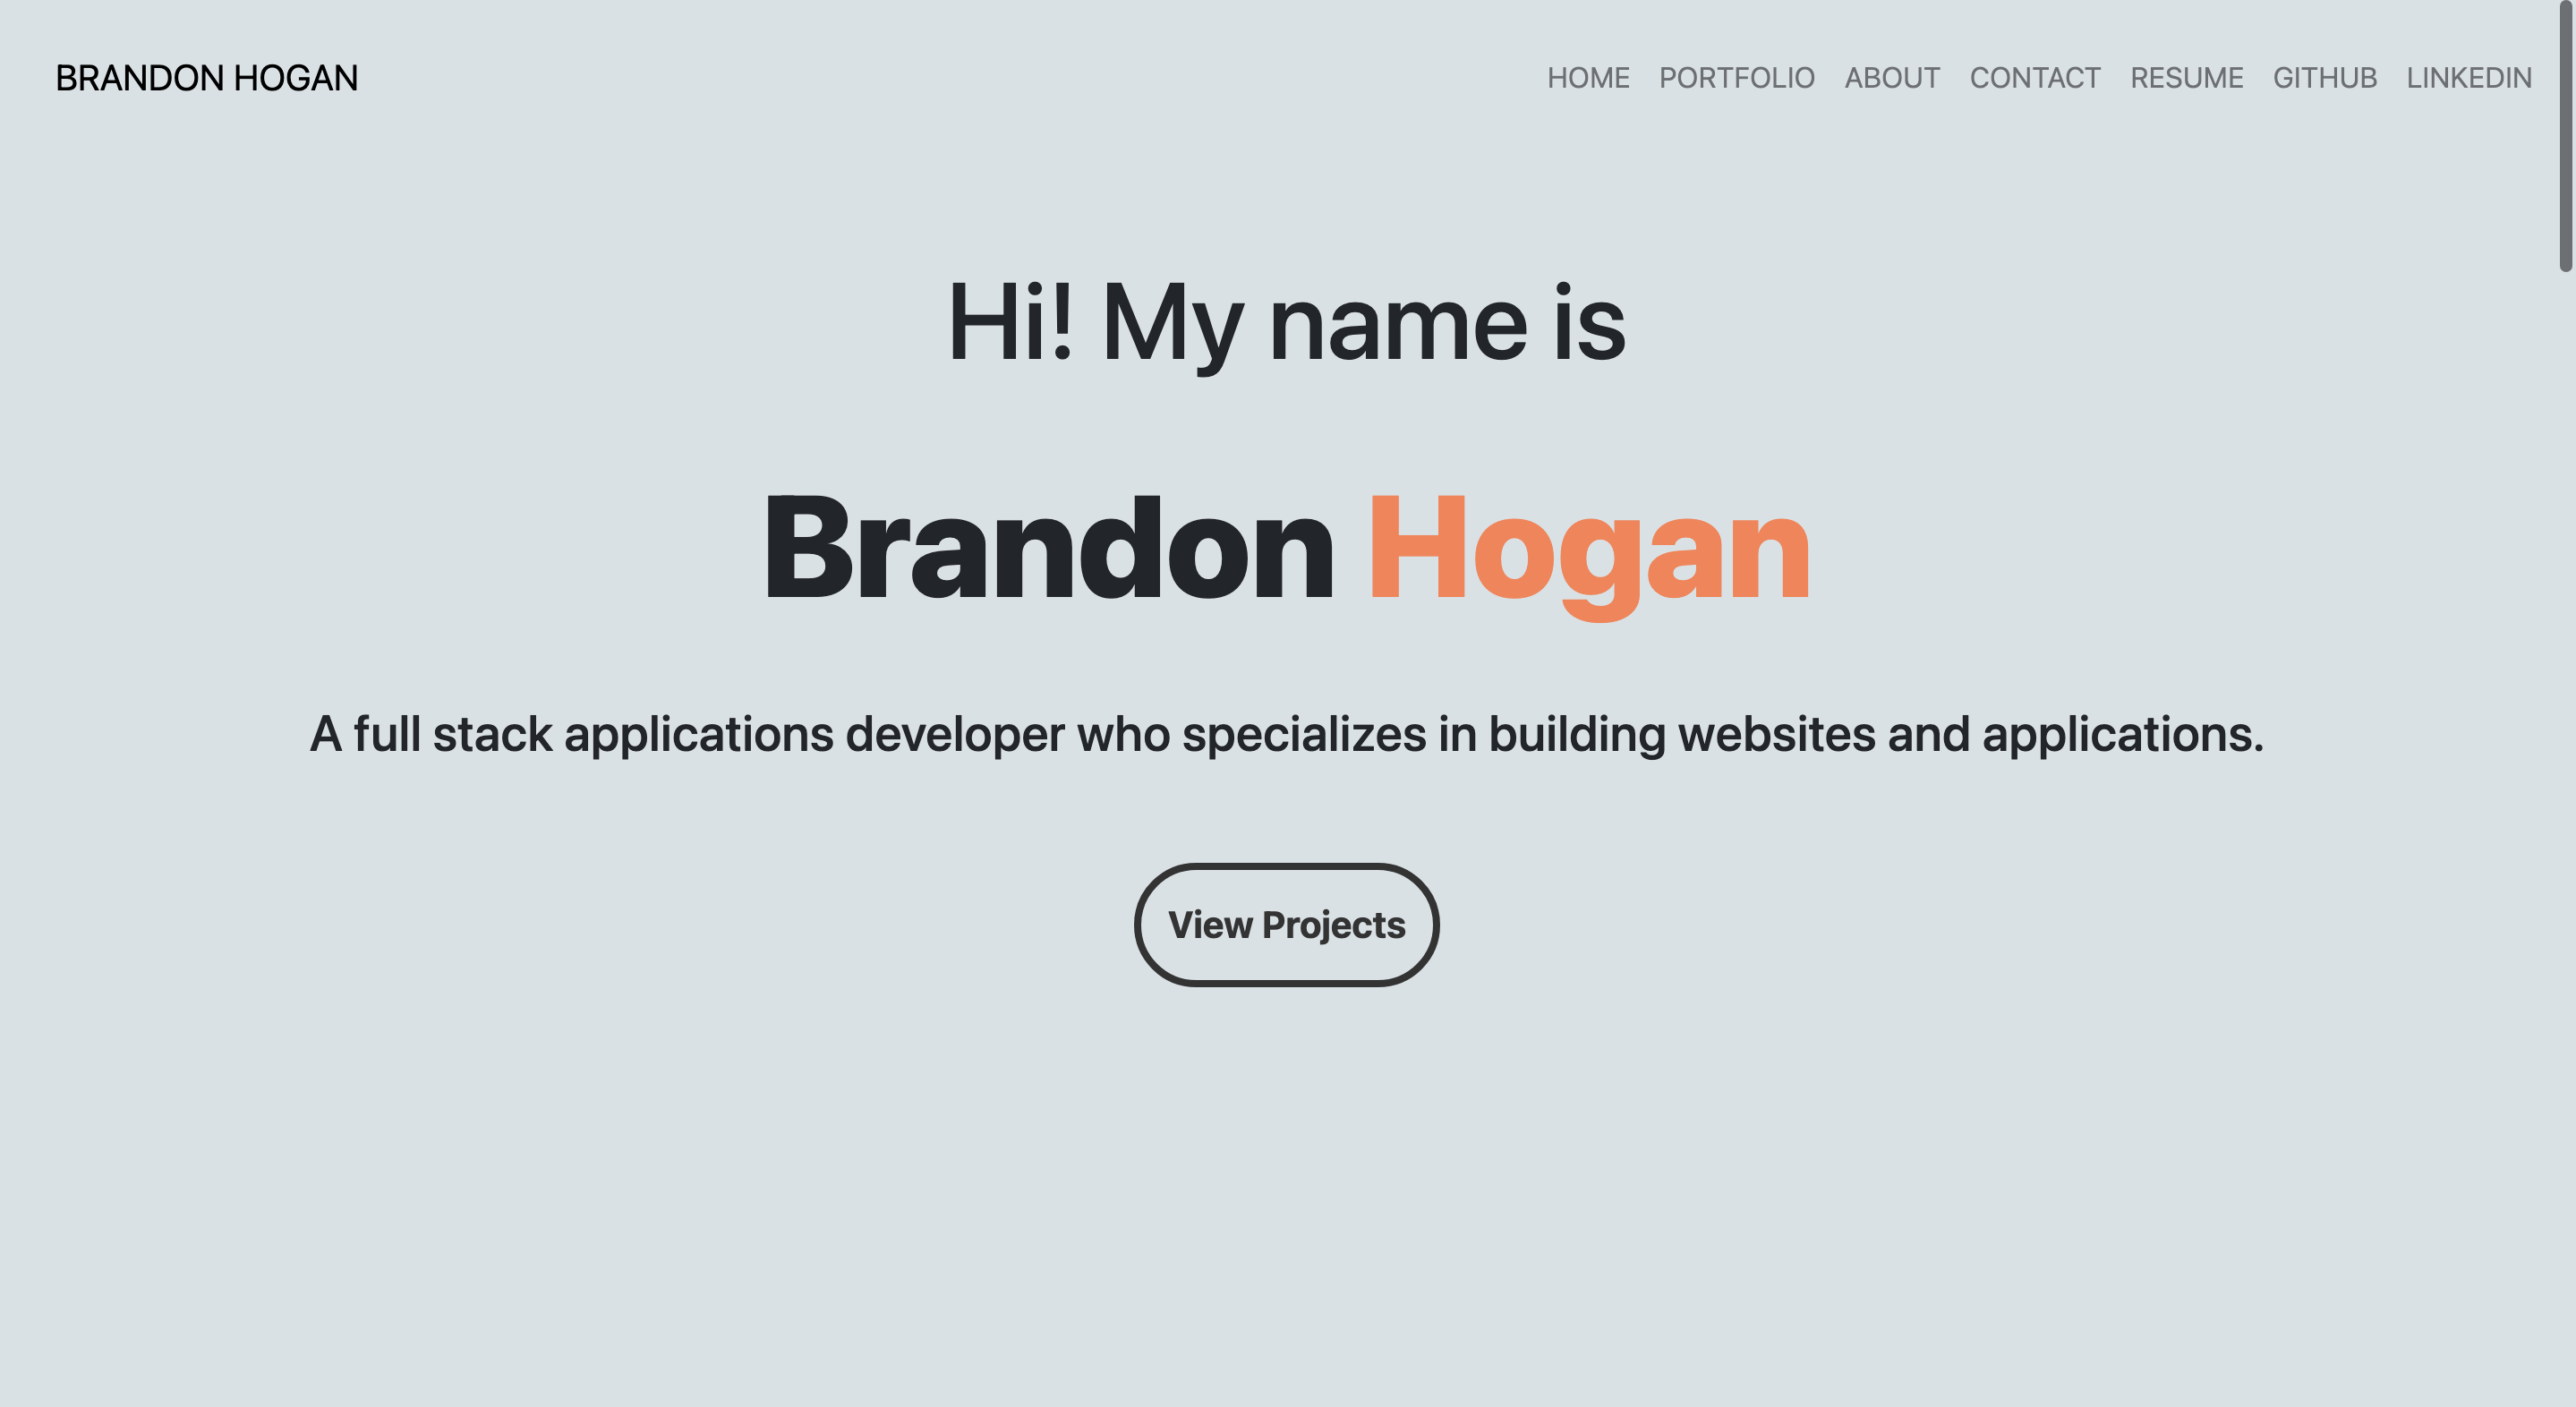 BRANDON HOGAN
HOME PORTFOLIO ABOUT CONTACT RESUME GITHUB LINKEDIN
Hi! My name is
Brandon Hogan
A full stack applications developer who specializes in building websites and applications.
View Projects